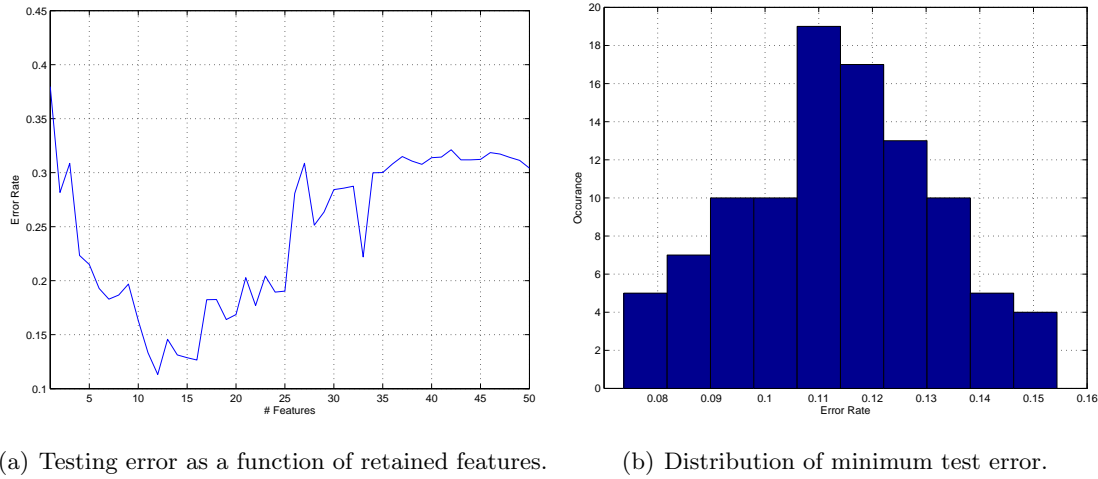 0.45
0.4
0.35
0.3
0.25
0.2
0.15
0.1
Error Rate
5 10 15 20 25 30 35 40 45 50
# Features
20
18
16
14
12
10
8
6
4
2
0
Occurance
0.08 0.09 0.1 0.11 0.12 0.13 0.14 0.15 0.16
Error Rate
(a) Testing error as a function of retained features.
(b) Distribution of minimum test error.